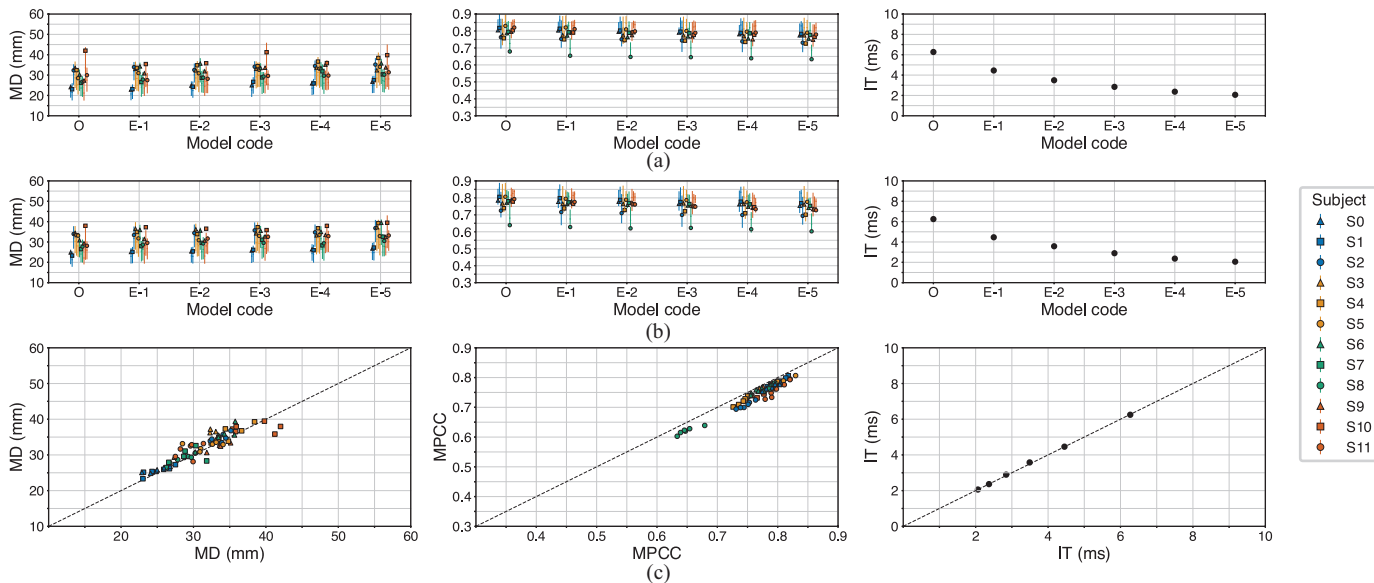 MD (mm)
60
50
40
30
20
10
O E-1 E-2 E-3 E-4 E-5
Model code
MPCC
0.9
0.8
0.7
0.6
0.5
0.4
0.3
O E-1 E-2 E-3 E-4 E-5
Model code
IT (ms)
10
8
6
4
2
0
O E-1 E-2 E-3 E-4 E-5
Model code
(a)
MD (mm)
60
50
40
30
20
10
O E-1 E-2 E-3 E-4 E-5
Model code
MPCC
0.9
0.8
0.7
0.6
0.5
0.4
0.3
O E-1 E-2 E-3 E-4 E-5
Model code
IT (ms)
10
8
6
4
2
0
O E-1 E-2 E-3 E-4 E-5
Model code
(b)
MD (mm)
60
50
40
30
20
10
20 30 40 50 60
MD (mm)
MPCC
0.9
0.8
0.7
0.6
0.5
0.4
0.3
0.4 0.5 0.6 0.7 0.8 0.9
MPCC
IT (ms)
10
8
6
4
2
0
2 4 6 8 10
IT (ms)
(c)
Subject
S0
S1
S2
S3
S4
S5
S6
S7
S8
S9
S10
S11